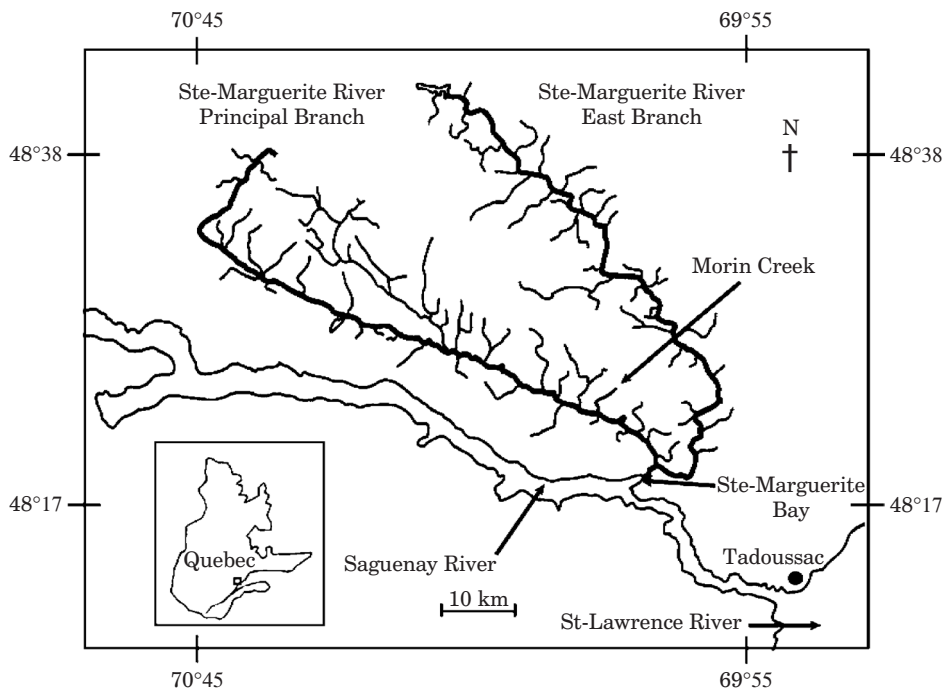 70°45
69°55
Ste-Marguerite River
Principal Branch
Ste-Marguerite River
East Branch
N
48°38
48°38
Morin Creek
Ste-Marguerite
Bay
48°17
48°17
Quebec
Saguenay River
Tadoussac
10 km
St-Lawrence River
70°45
69°55